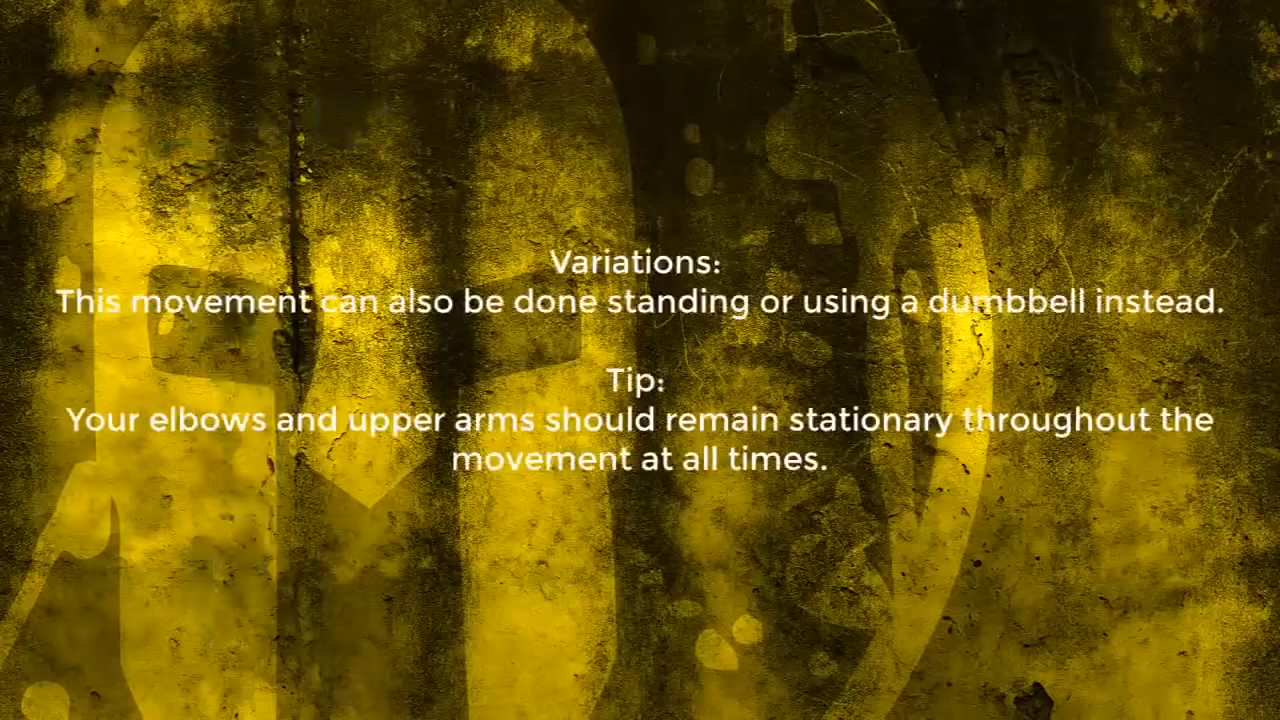 Variations:
This movement can also be done standing or using a dumbbell instead.
Tip:
Your elbows and upper arms should remain stationary throughout the
movement at all times.